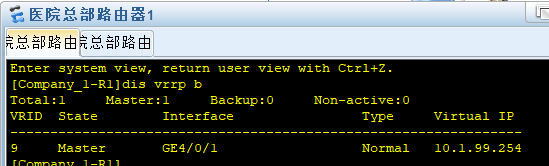 医院总部路由器1
院总部路由
院总部路由
Enter system view, return user view with Ctrl+Z.
[Company_1-R1]dis vrrp b
Total:1     Master:1     Backup:0     Non-active:0
VRID  State        Interface                Type     Virtual IP
----------------------------------------------------------------
9     Master       GE4/0/1                  Normal   10.1.99.254
[Company_1-R1]